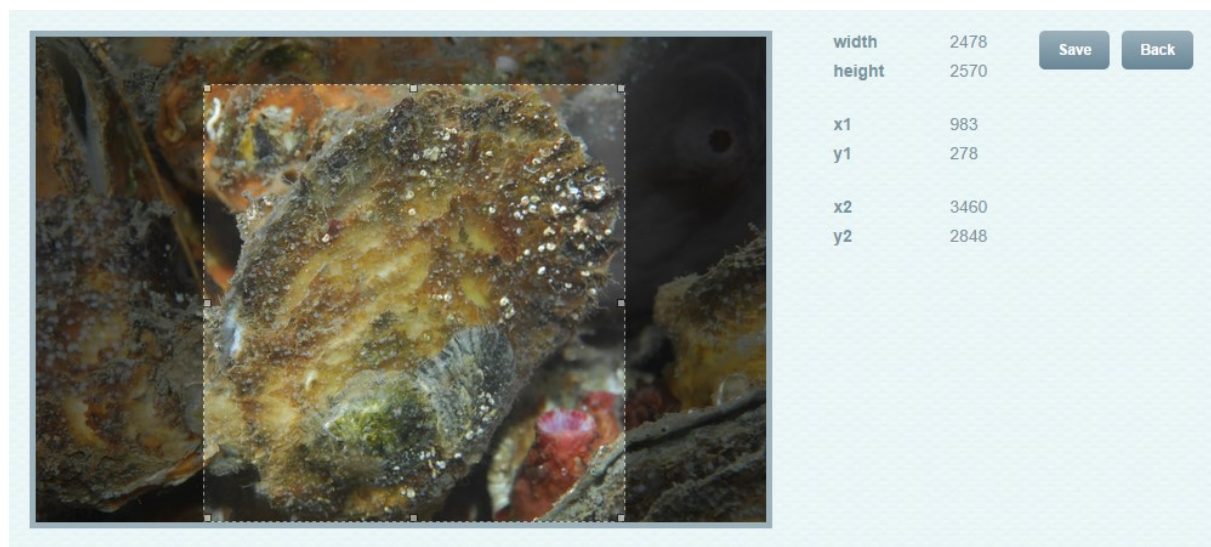 width 2478
height 2570
x1 983
y1 278
x2 3460
y2 2848
Save Back